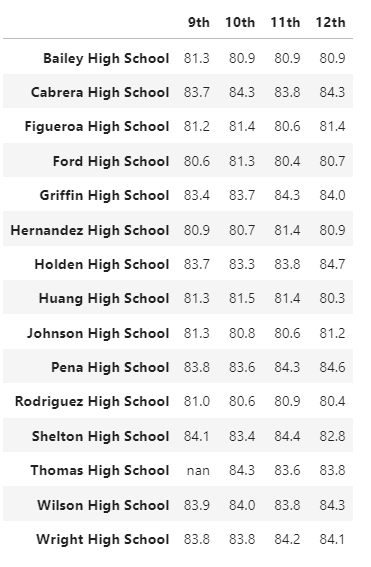 9th 10th 11th 12th
Bailey High School 81.3 80.9 80.9 80.9
Cabrera High School 83.7 84.3 83.8 84.3
Figueroa High School 81.2 81.4 80.6 81.4
Ford High School 80.6 81.3 80.4 80.7
Griffin High School 83.4 83.7 84.3 84.0
Hernandez High School 80.9 80.7 81.4 80.9
Holden High School 83.7 83.3 83.8 84.7
Huang High School 81.3 81.5 81.4 80.3
Johnson High School 81.3 80.8 80.6 81.2
Pena High School 83.8 83.6 84.3 84.6
Rodriguez High School 81.0 80.6 80.9 80.4
Shelton High School 84.1 83.4 84.4 82.8
Thomas High School nan 84.3 83.6 83.8
Wilson High School 83.9 84.0 83.8 84.3
Wright High School 83.8 83.8 84.2 84.1